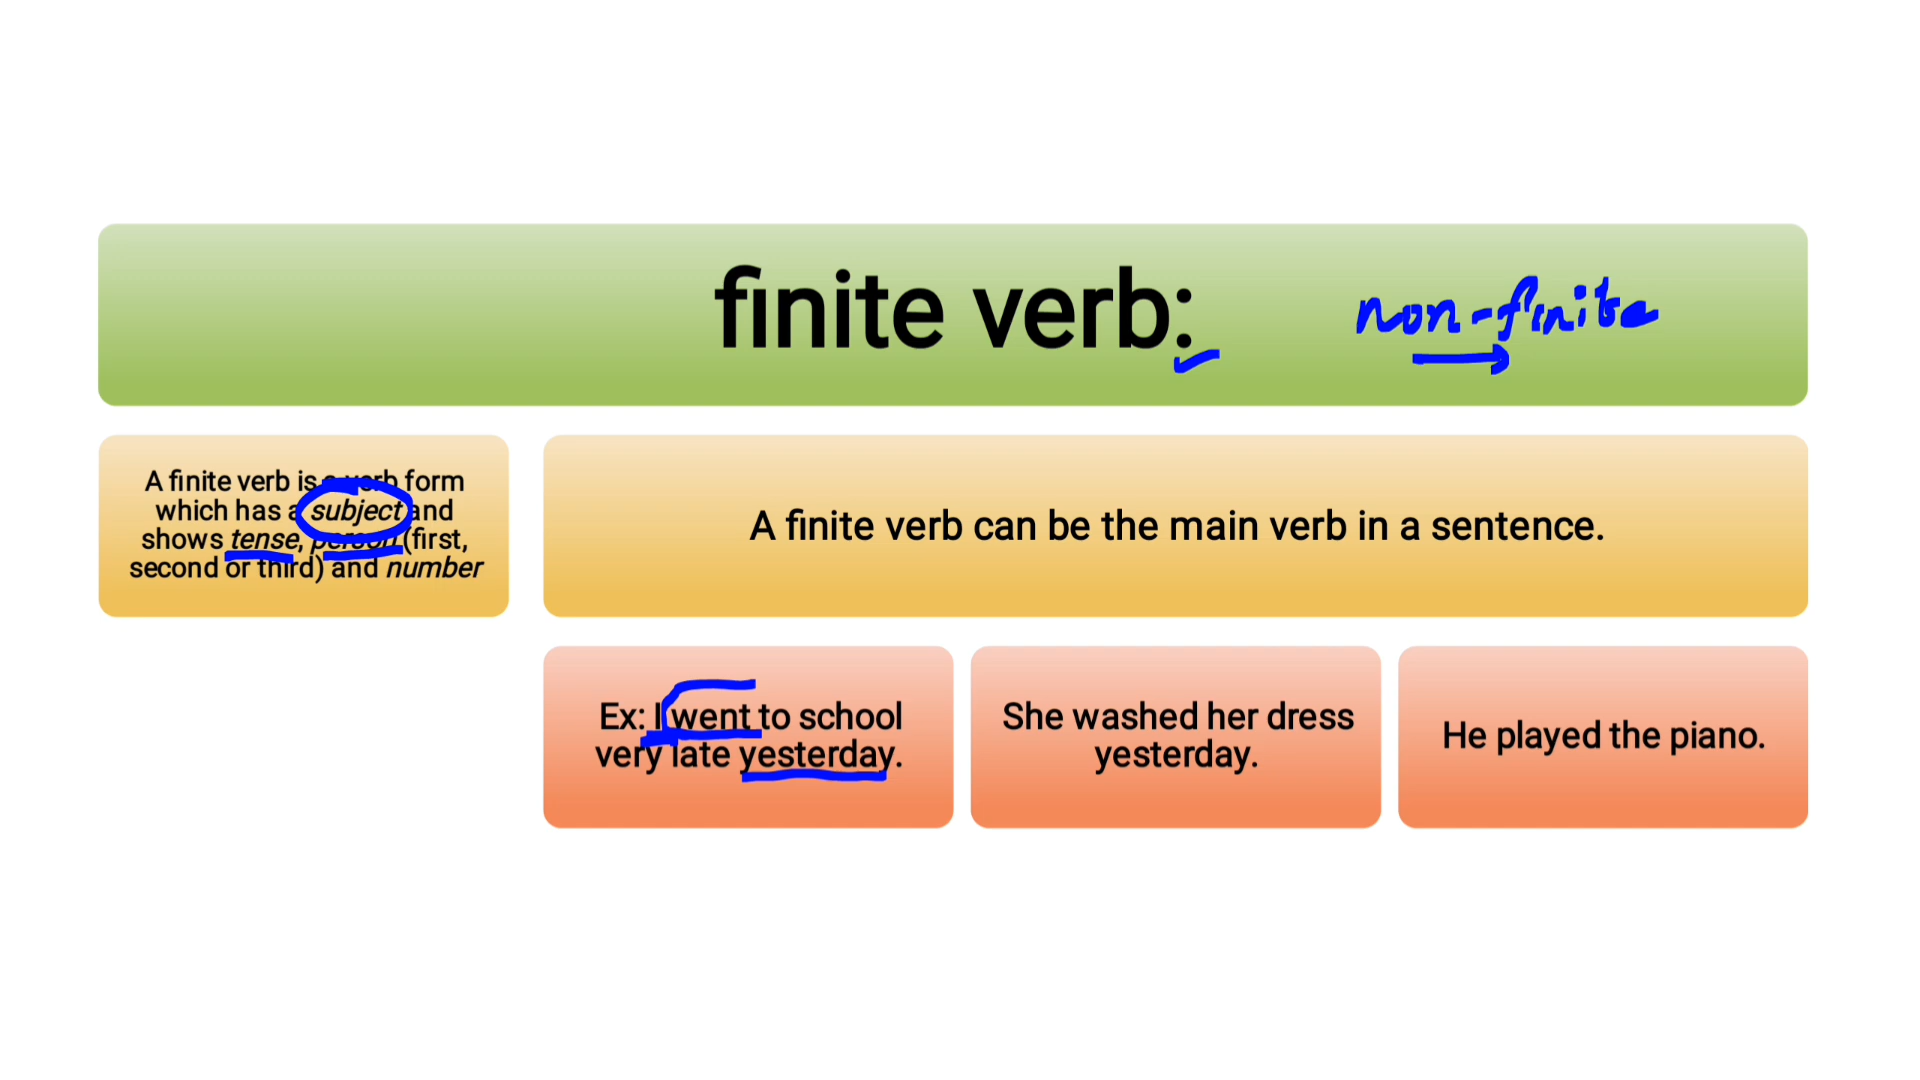 finite verb:
non-finite
A finite verb is a verb form
which has a subject and
shows tense, person (first,
second or third) and number
A finite verb can be the main verb in a sentence.
Ex: I went to school
very late yesterday.
She washed her dress
yesterday.
He played the piano.